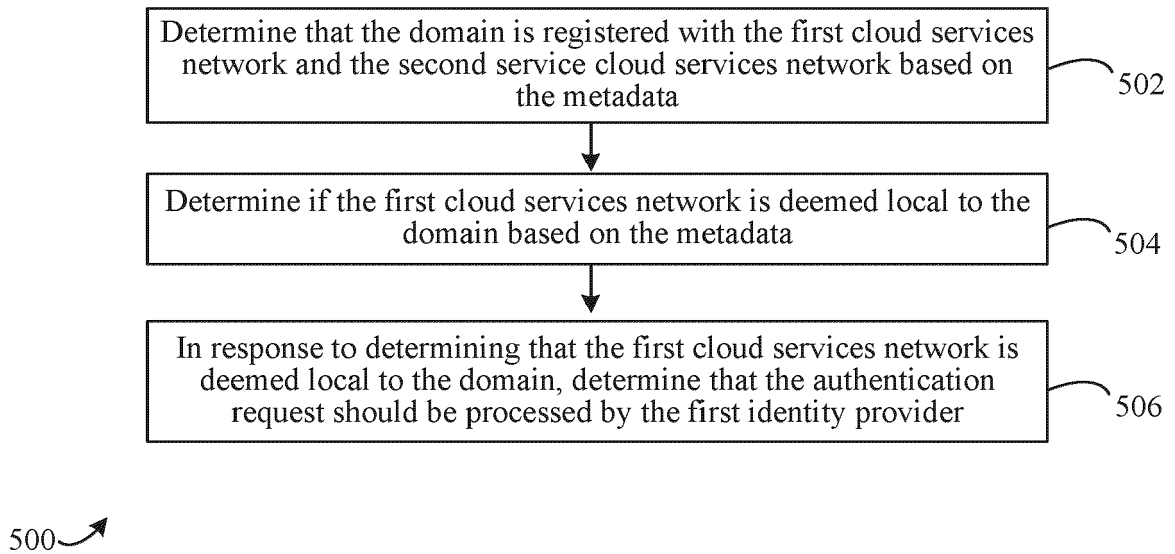 Determine that the domain is registered with the first cloud services
network and the second service cloud services network based on
the metadata
502
Determine if the first cloud services network is deemed local to the
domain based on the metadata
504
In response to determining that the first cloud services network is
deemed local to the domain, determine that the authentication
request should be processed by the first identity provider
506
500